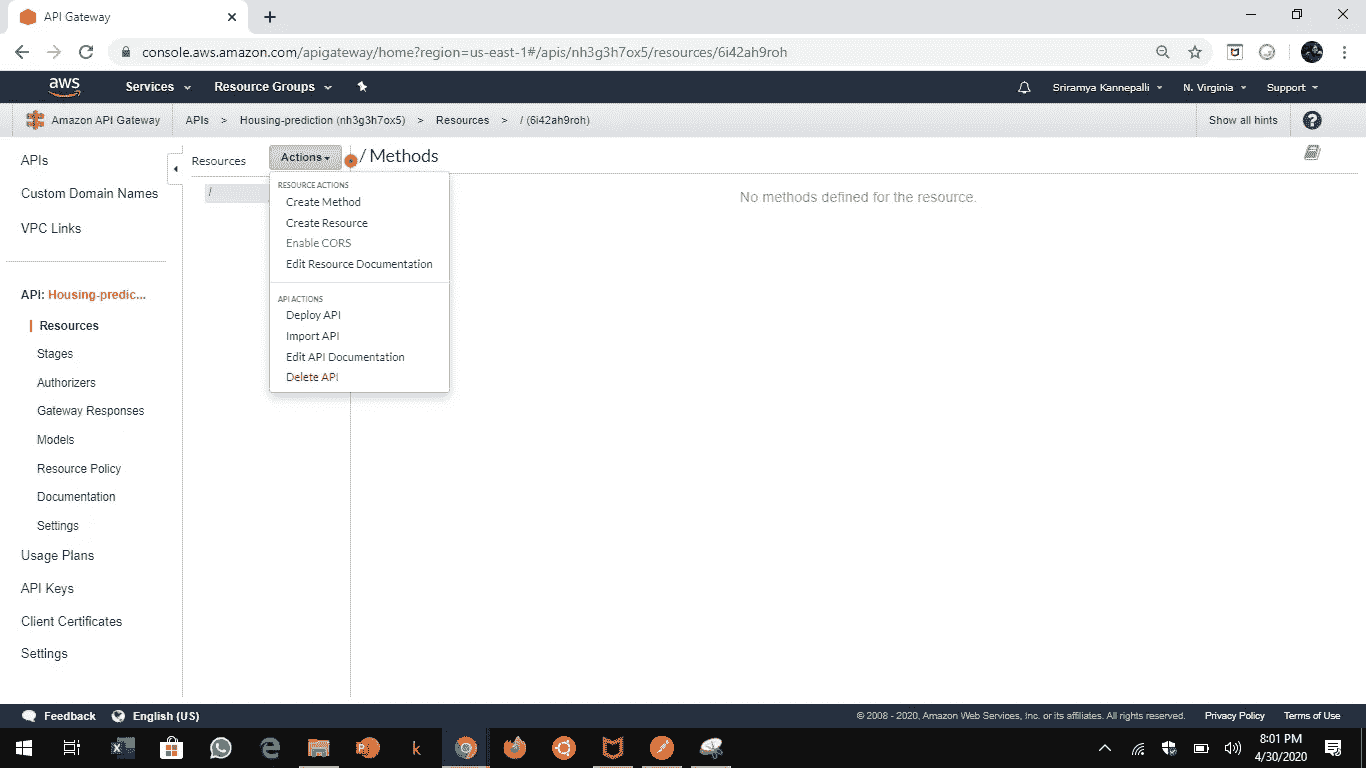 API Gateway
console.aws.amazon.com/apigateway/home?region=us-east-1#/apis/nh3g3h7ox5/resources/6i42ah9roh
aws Services Resource Groups Sriramya Kannepalli N. Virginia Support
Amazon API Gateway APIs > Housing-prediction (nh3g3h7ox5) > Resources > / (6i42ah9roh) Show all hints ?
APIs
Custom Domain Names
VPC Links
API: Housing-predic...
Resources
Stages
Authorizers
Gateway Responses
Models
Resource Policy
Documentation
Settings
Usage Plans
API Keys
Client Certificates
Settings
Resources Actions
/
RESOURCE ACTIONS
Create Method
Create Resource
Enable CORS
Edit Resource Documentation
API ACTIONS
Deploy API
Import API
Edit API Documentation
Delete API
/ Methods
No methods defined for the resource.
Feedback English (US) © 2008 - 2020, Amazon Web Services, Inc. or its affiliates. All rights reserved. Privacy Policy Terms of Use
8:01 PM
4/30/2020